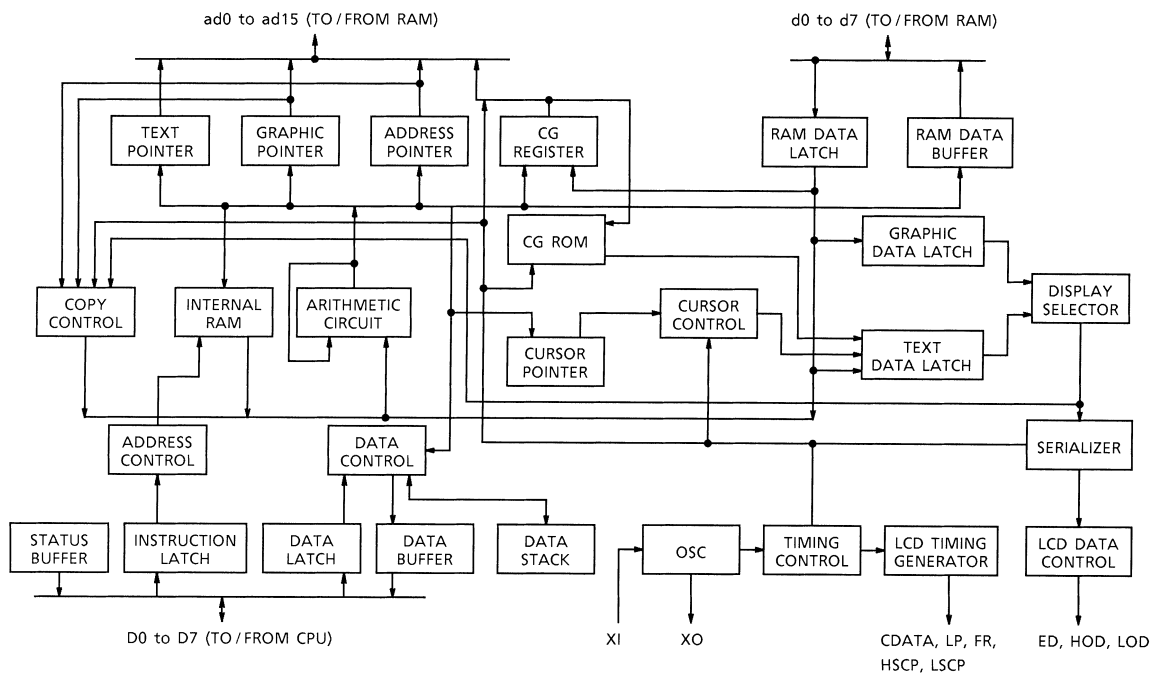 ad0 to ad15 (TO / FROM RAM)
d0 to d7 (TO / FROM RAM)
TEXT
POINTER
GRAPHIC
POINTER
ADDRESS
POINTER
CG
REGISTER
RAM DATA
LATCH
RAM DATA
BUFFER
CG ROM
GRAPHIC
DATA LATCH
COPY
CONTROL
INTERNAL
RAM
ARITHMETIC
CIRCUIT
CURSOR
CONTROL
DISPLAY
SELECTOR
CURSOR
POINTER
TEXT
DATA LATCH
ADDRESS
CONTROL
DATA
CONTROL
SERIALIZER
STATUS
BUFFER
INSTRUCTION
LATCH
DATA
LATCH
DATA
BUFFER
DATA
STACK
OSC
TIMING
CONTROL
LCD TIMING
GENERATOR
LCD DATA
CONTROL
D0 to D7 (TO / FROM CPU)
XI
XO
CDATA, LP, FR,
HSCP, LSCP
ED, HOD, LOD